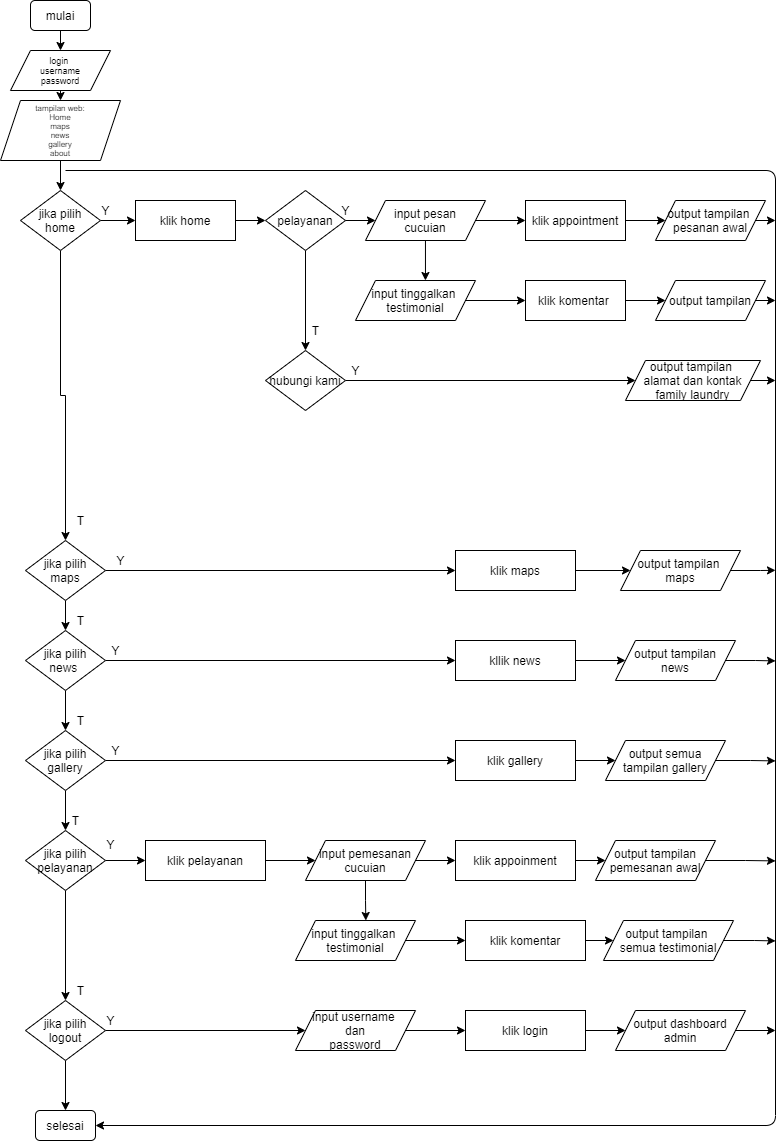 mulai
login
username
password
tampilan web:
Home
maps
news
gallery
about
jika pilih
home
Y
klik home
pelayanan
Y
input pesan
cucuian
klik appointment
output tampilan
pesanan awal
input tinggalkan
testimonial
klik komentar
output tampilan
T
hubungi kami
Y
output tampilan
alamat dan kontak
family laundry
T
jika pilih
maps
Y
klik maps
output tampilan
maps
T
jika pilih
news
Y
kllik news
output tampilan
news
T
jika pilih
gallery
Y
klik gallery
output semua
tampilan gallery
T
jika pilih
pelayanan
Y
klik pelayanan
input pemesanan
cucuian
klik appoinment
output tampilan
pemesanan awal
input tinggalkan
testimonial
klik komentar
output tampilan
semua testimonial
T
jika pilih
logout
Y
input username
dan
password
klik login
output dashboard
admin
selesai